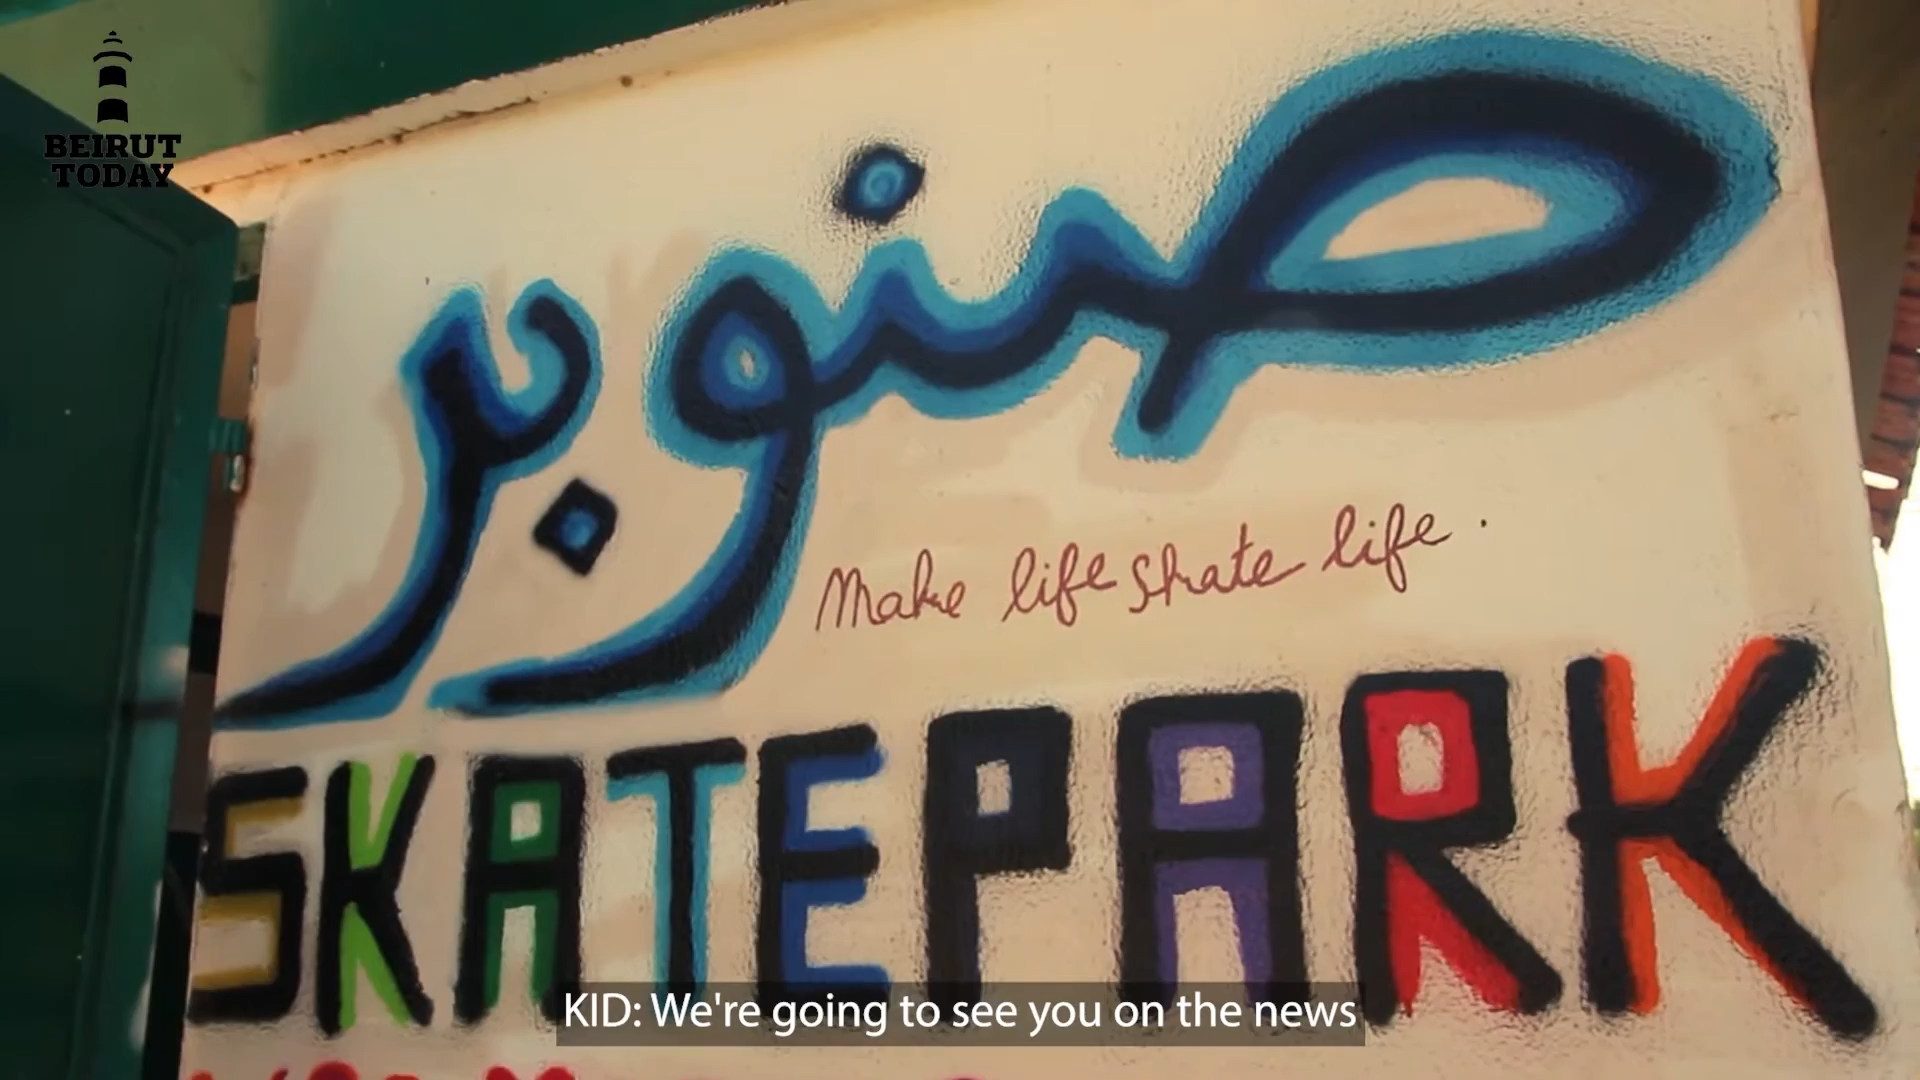 BEIRUT
TODAY
صنوبر
Make life skate life.
SKATEPARK
KID: We're going to see you on the news